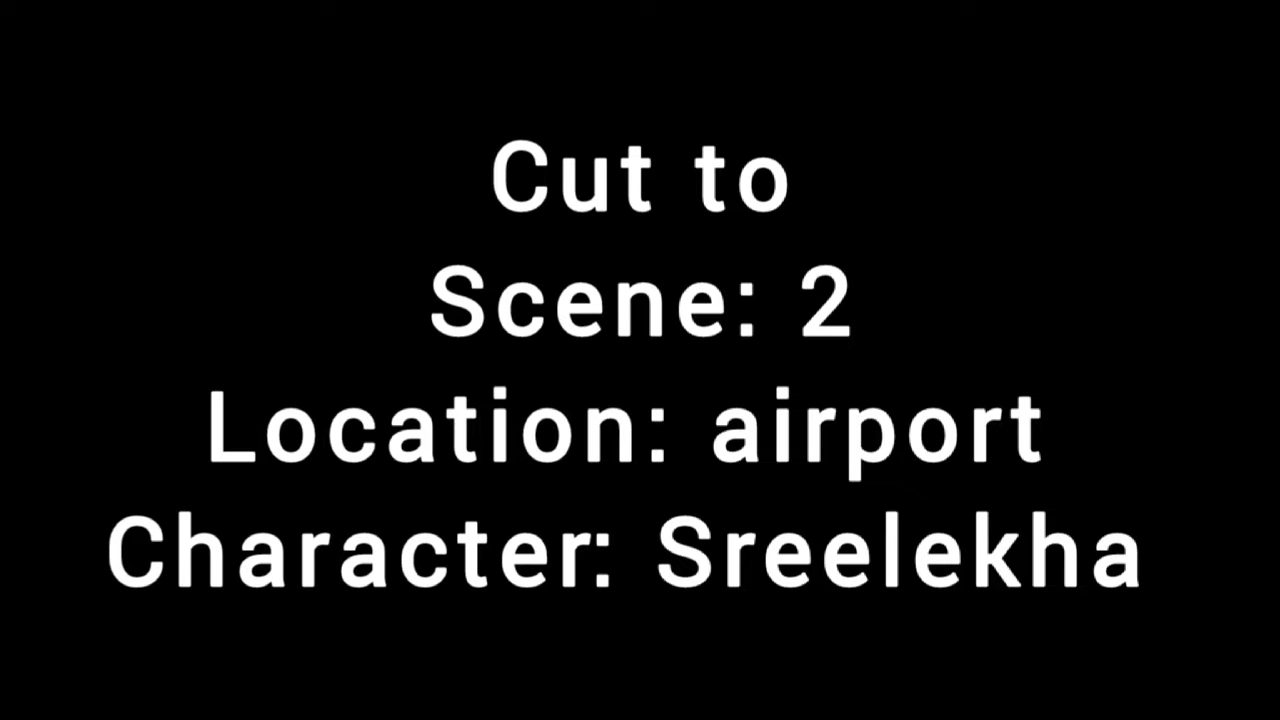 Cut to
Scene: 2
Location: airport
Character: Sreelekha